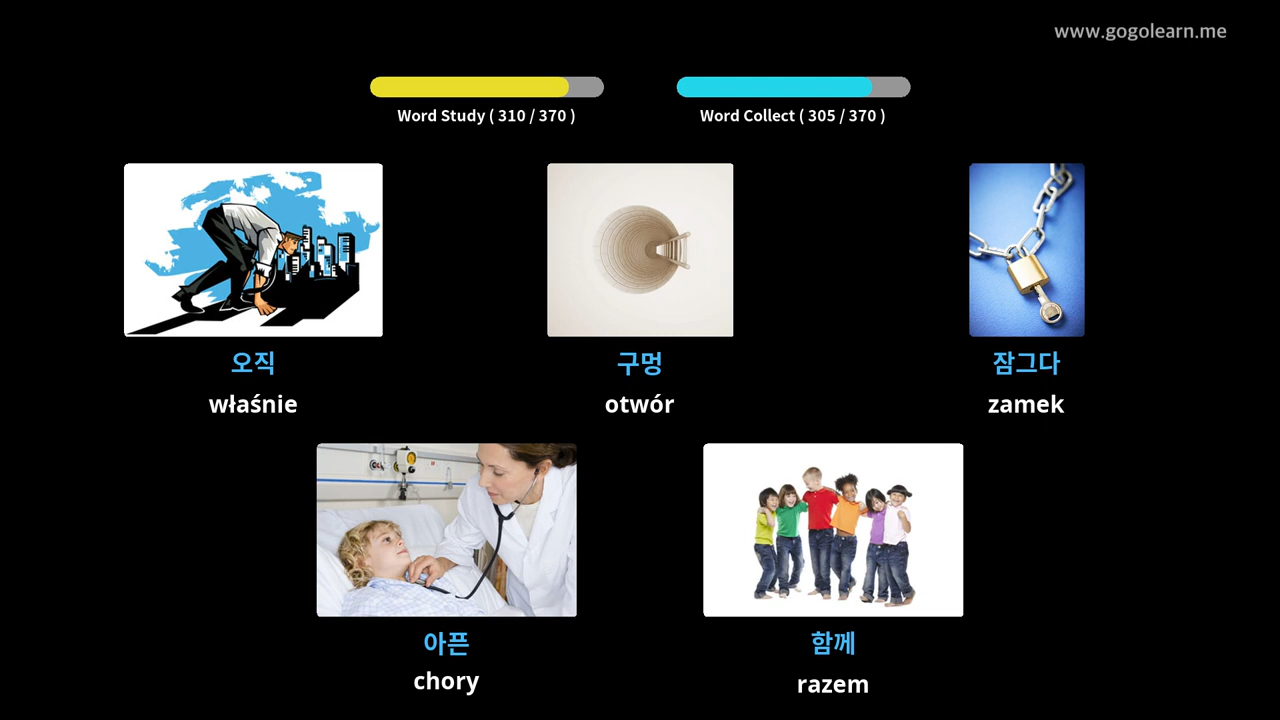 www.gogolearn.me
Word Study ( 310 / 370 )
Word Collect ( 305 / 370 )
오직
구멍
잠그다
właśnie
otwór
zamek
아픈
함께
chory
razem